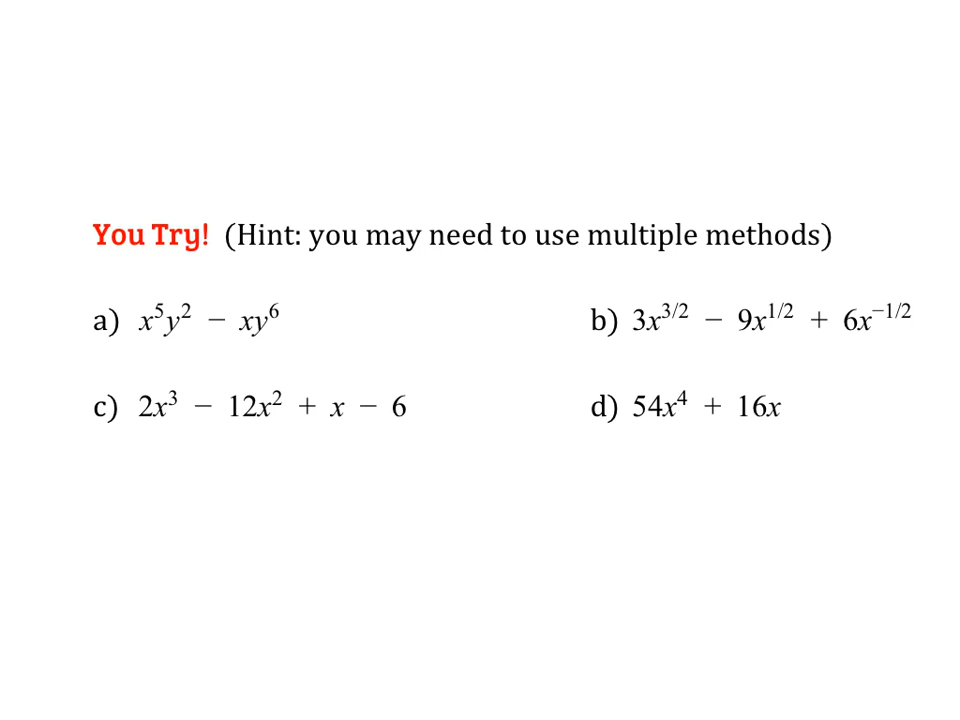 You Try! (Hint: you may need to use multiple methods)
a) x⁵y² − xy⁶ b) 3x^{3/2} − 9x^{1/2} + 6x^{−1/2}
c) 2x³ − 12x² + x − 6 d) 54x⁴ + 16x